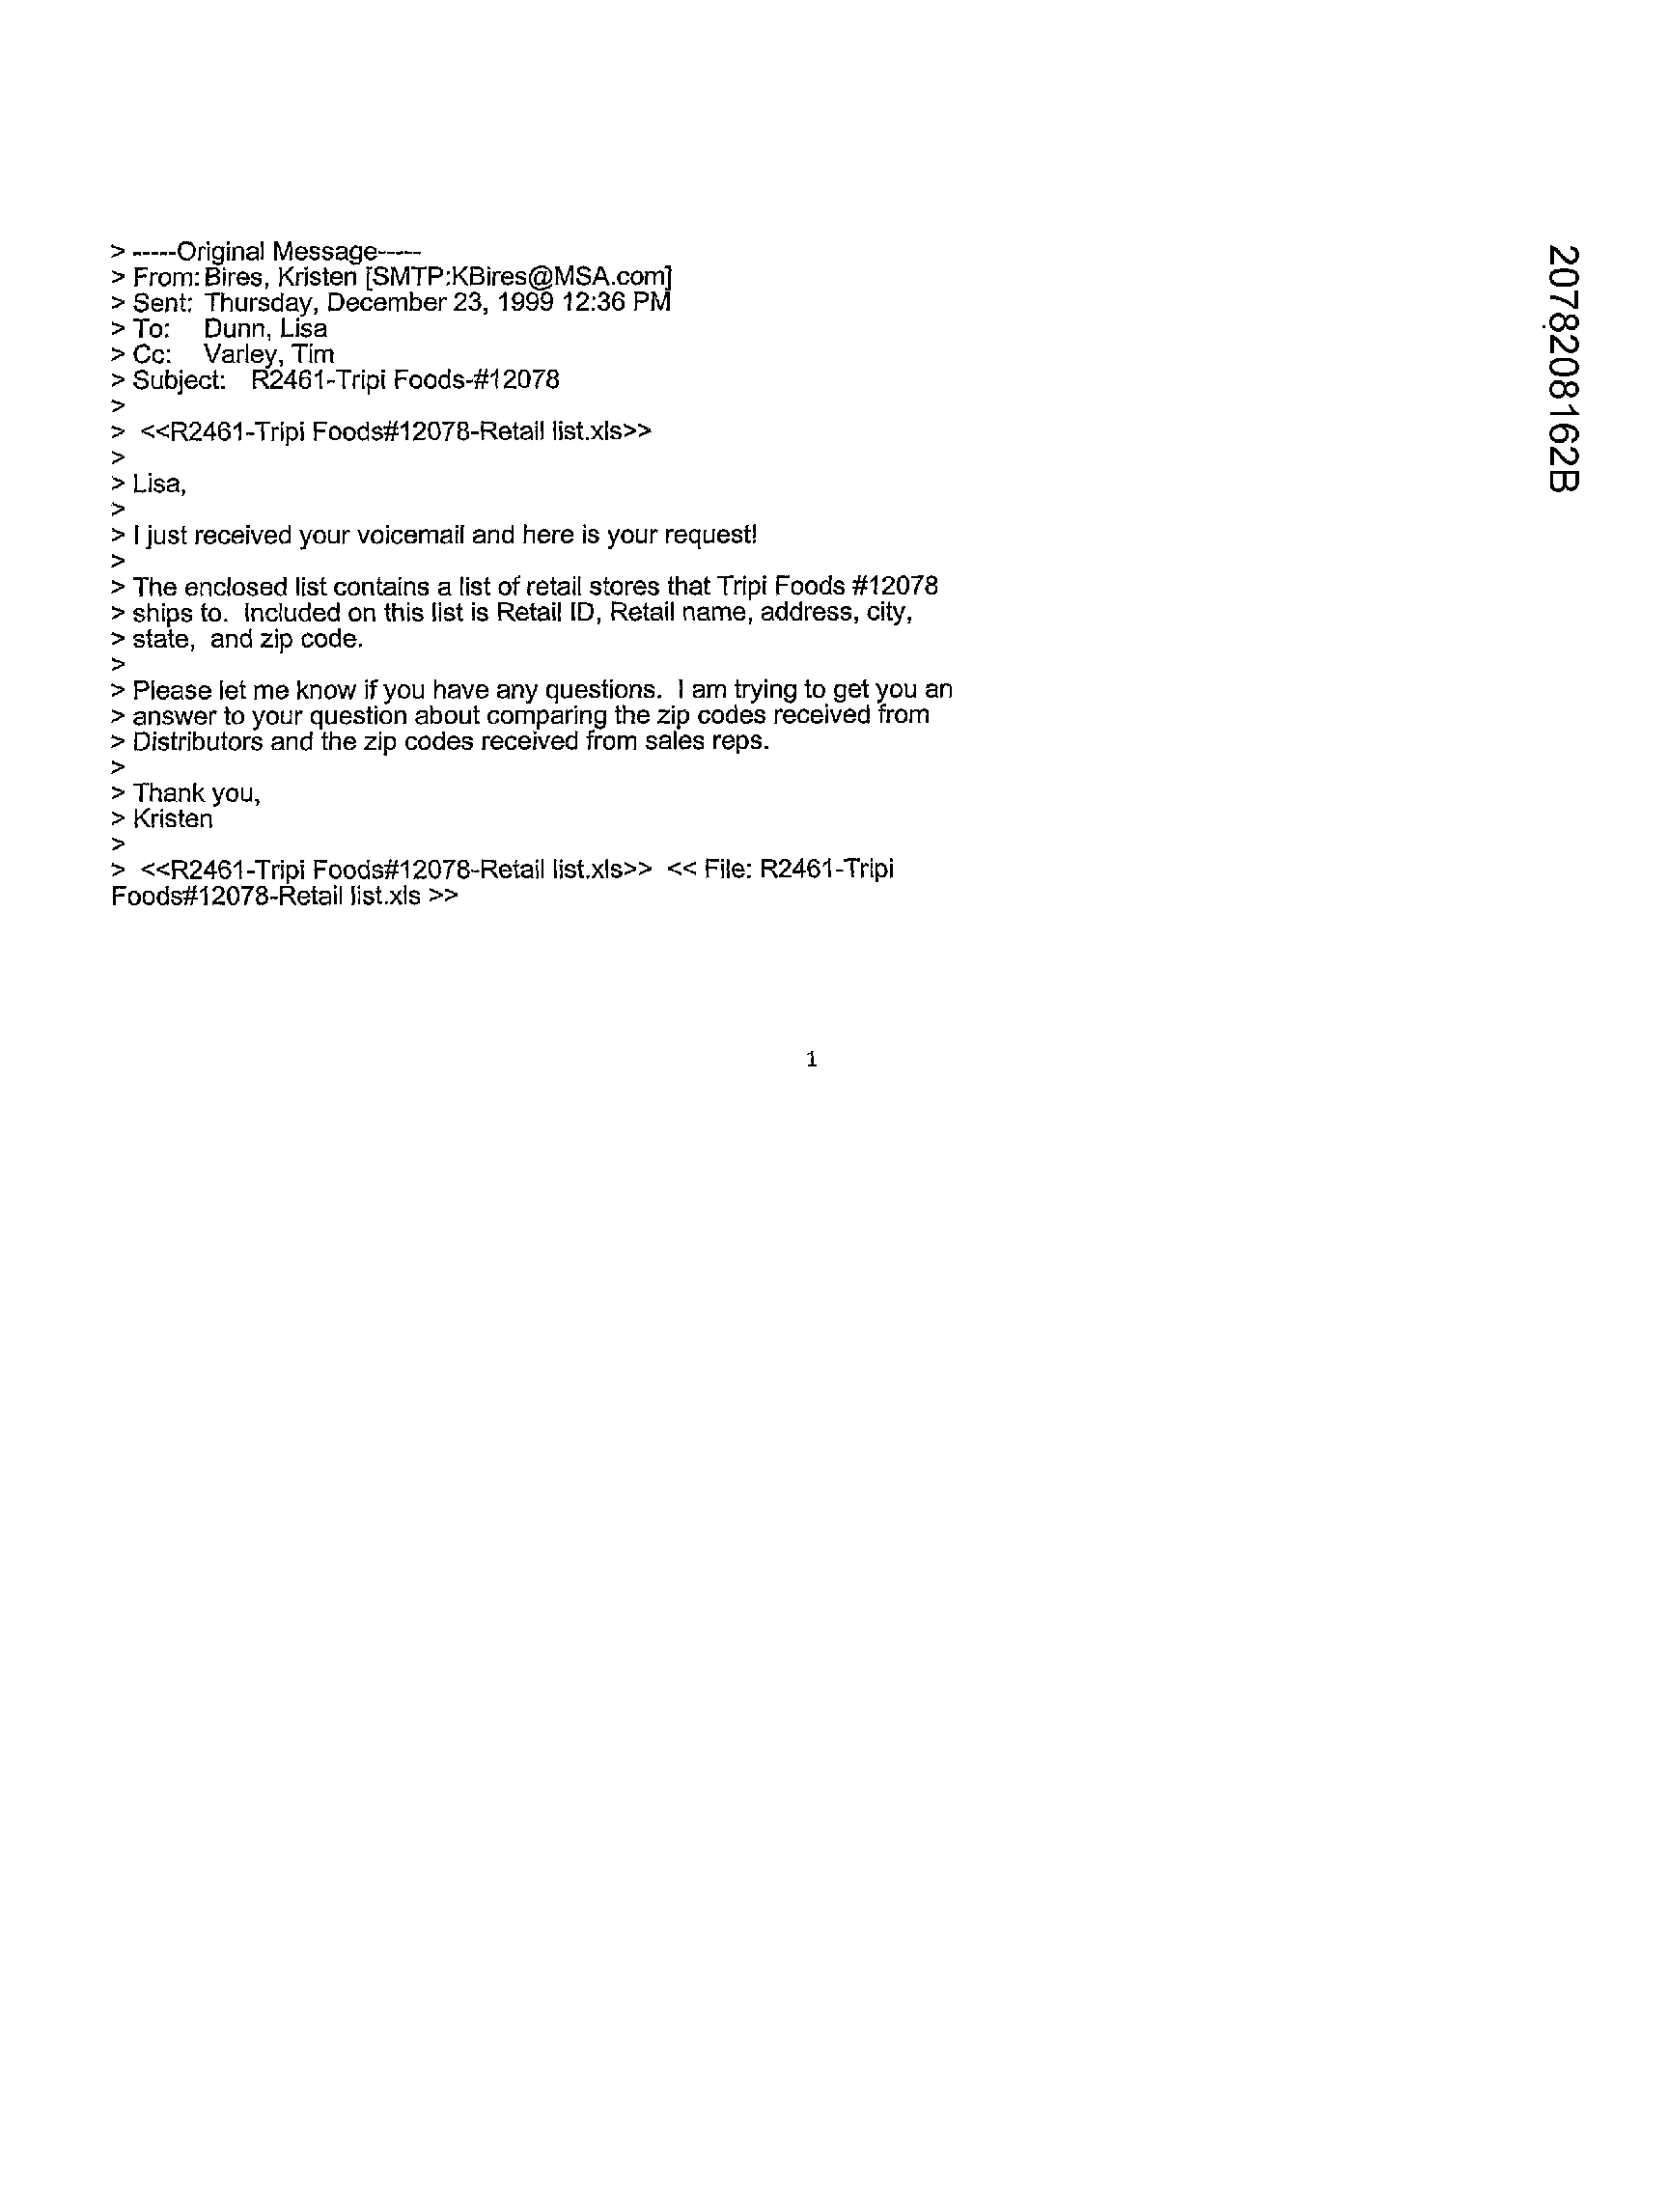 > -----Original Message-----
> From: Bires, Kristen [SMTP:KBires@MSA.com]
> Sent: Thursday, December 23, 1999 12:36 PM
> To: Dunn, Lisa
> Cc: Varley, Tim
> Subject: R2461-Tripi Foods-#12078
>
> <<R2461-Tripi Foods#12078-Retail list.xls>>
>
> Lisa,
>
> I just received your voicemail and here is your request!
>
> The enclosed list contains a list of retail stores that Tripi Foods #12078
> ships to. Included on this list is Retail ID, Retail name, address, city,
> state, and zip code.
>
> Please let me know if you have any questions. I am trying to get you an
> answer to your question about comparing the zip codes received from
> Distributors and the zip codes received from sales reps.
>
> Thank you,
> Kristen
>
> <<R2461-Tripi Foods#12078-Retail list.xls>> << File: R2461-Tripi
Foods#12078-Retail list.xls >>
1
2078208162B